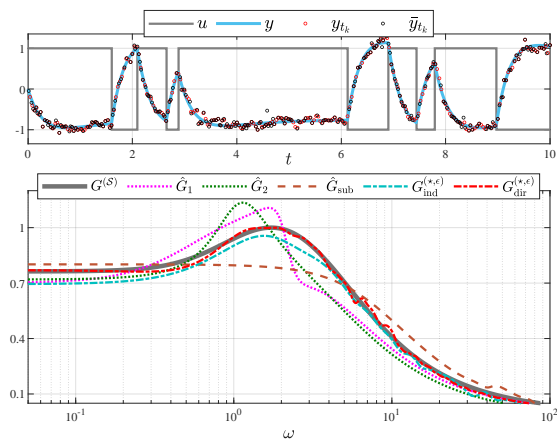 u y y_{t_k} ȳ_{t_k}
1
0
-1
0 2 4 6 8 10
t
G^{(S)} Ĝ_1 Ĝ_2 Ĝ_sub G_ind^{(⋆,ϵ)} G_dir^{(⋆,ϵ)}
1
0.7
0.4
0.1
10^{-1} 10^0 10^1 10^2
ω